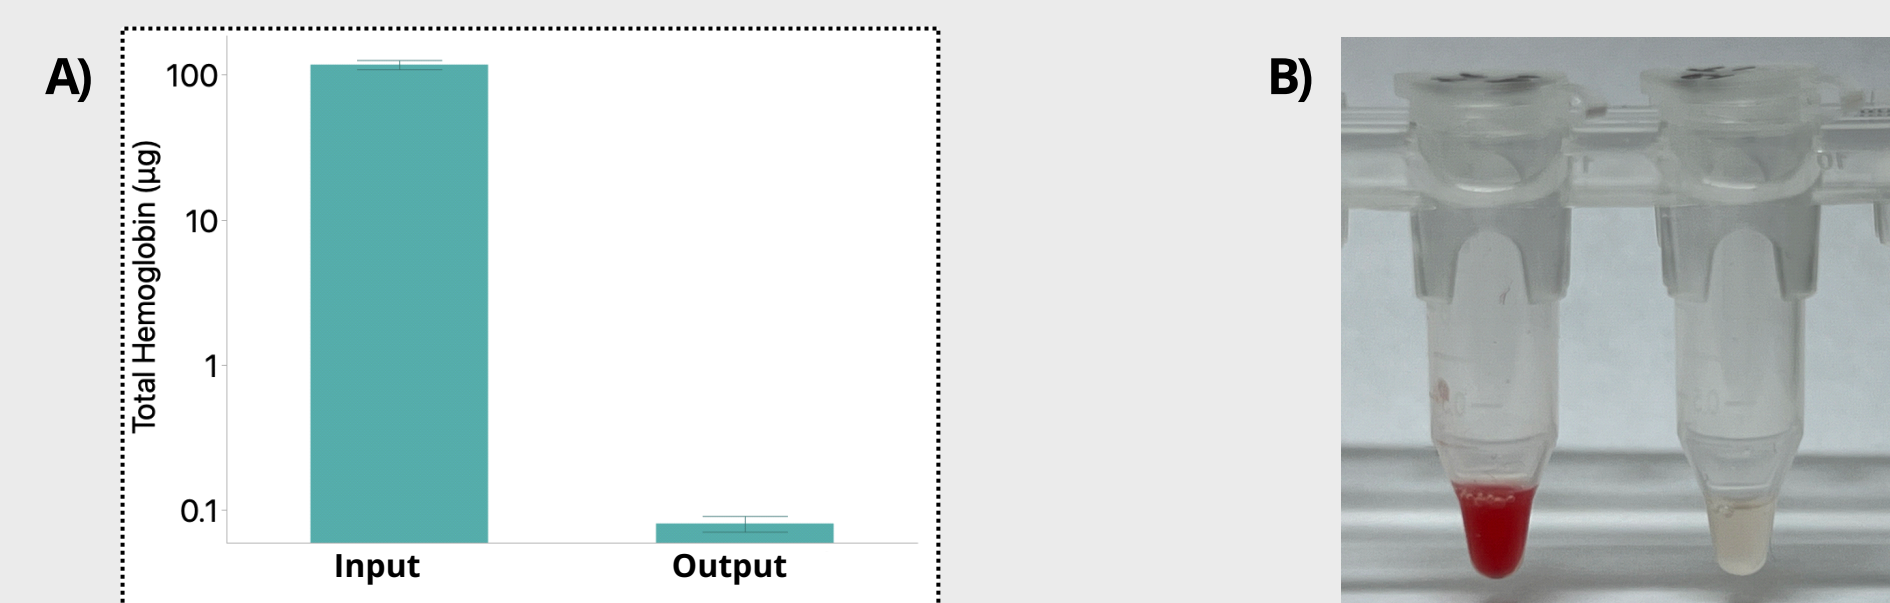 A)
Total Hemoglobin (µg)
100
10
1
0.1
Input
Output
B)